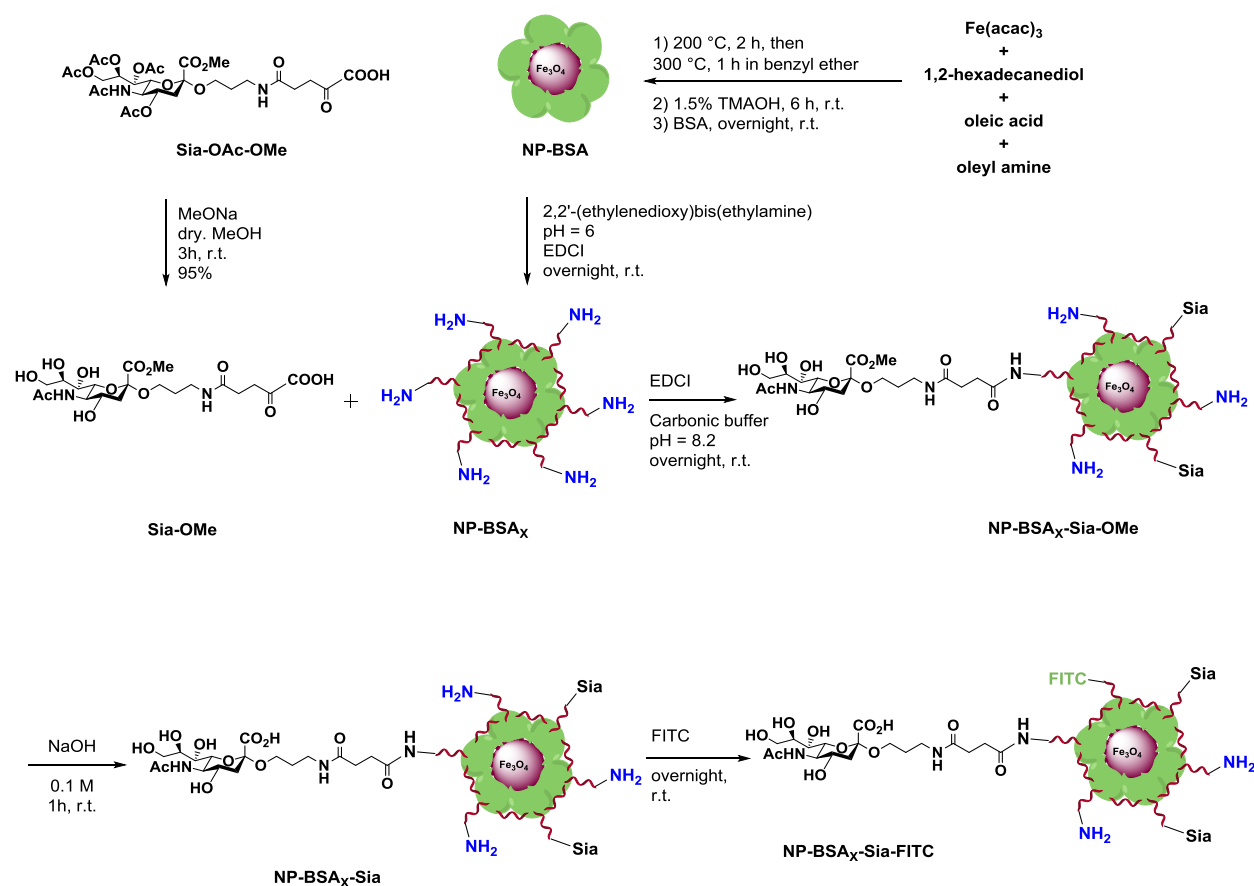 AcO
OAc
AcO
CO2Me
AcHN
O
AcO
O
N
H
O
O
COOH
Sia-OAc-OMe
Fe3O4
NP-BSA
1) 200 °C, 2 h, then
300 °C, 1 h in benzyl ether
2) 1.5% TMAOH, 6 h, r.t.
3) BSA, overnight, r.t.
Fe(acac)3
+
1,2-hexadecanediol
+
oleic acid
+
oleyl amine
MeONa
dry. MeOH
3h, r.t.
95%
2,2'-(ethylenedioxy)bis(ethylamine)
pH = 6
EDCI
overnight, r.t.
HO
OH
HO
CO2Me
AcHN
O
HO
O
N
H
O
O
COOH
Sia-OMe
+
H2N
NH2
H2N
Fe3O4
NH2
NH2
NH2
NP-BSAX
EDCI
Carbonic buffer
pH = 8.2
overnight, r.t.
HO
OH
HO
CO2Me
AcHN
O
HO
O
N
H
O
O
H
N
H2N
Sia
Fe3O4
NH2
NH2
Sia
NP-BSAX-Sia-OMe
NaOH
0.1 M
1h, r.t.
HO
OH
HO
CO2H
AcHN
O
HO
O
N
H
O
O
H
N
H2N
Sia
Fe3O4
NH2
NH2
Sia
NP-BSAX-Sia
FITC
overnight,
r.t.
HO
OH
HO
CO2H
AcHN
O
HO
O
N
H
O
O
H
N
FITC
Sia
Fe3O4
NH2
NH2
Sia
NP-BSAX-Sia-FITC